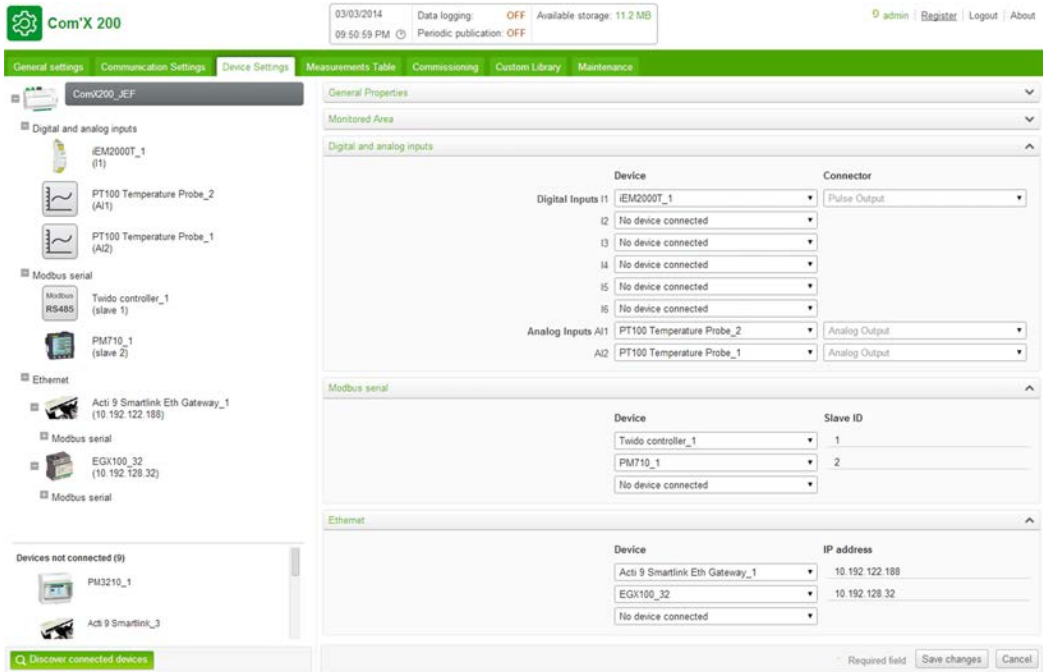 Com'X 200
03/03/2014 Data logging: OFF Available storage: 11.2 MB
09:50:59 PM Periodic publication: OFF
admin Register Logout About
General settings Communication Settings Device Settings Measurements Table Commissioning Custom Library Maintenance
ComX200_JEF
Digital and analog inputs
iEM2000T_1
(I1)
PT100 Temperature Probe_2
(AI1)
PT100 Temperature Probe_1
(AI2)
Modbus serial
Modbus
RS485
Twido controller_1
(slave 1)
PM710_1
(slave 2)
Ethernet
Acti 9 Smartlink Eth Gateway_1
(10.192.122.188)
Modbus serial
EGX100_32
(10.192.128.32)
Modbus serial
Devices not connected (9)
PM3210_1
Acti 9 Smartlink_3
Discover connected devices
General Properties
Monitored Area
Digital and analog inputs
Device Connector
Digital Inputs I1 iEM2000T_1 Pulse Output
I2 No device connected
I3 No device connected
I4 No device connected
I5 No device connected
I6 No device connected
Analog Inputs AI1 PT100 Temperature Probe_2 Analog Output
AI2 PT100 Temperature Probe_1 Analog Output
Modbus serial
Device Slave ID
Twido controller_1 1
PM710_1 2
No device connected
Ethernet
Device IP address
Acti 9 Smartlink Eth Gateway_1 10.192.122.188
EGX100_32 10.192.128.32
No device connected
Required field Save changes Cancel